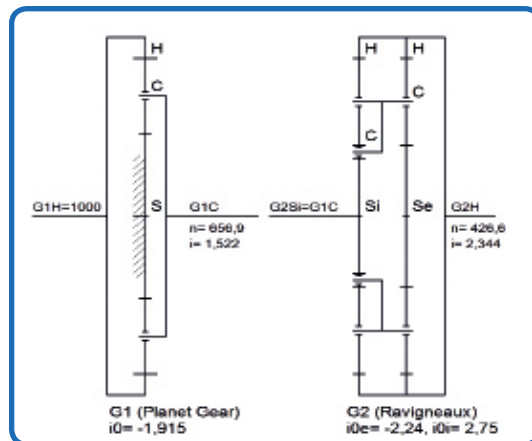 H H H
C C
C
G1H=1000 S G1C G2Si=G1C Si Se G2H
n= 656,9 n= 426,6
i= 1,522 i= 2,344
G1 (Planet Gear) G2 (Ravigneaux)
i0= -1,915 i0e= -2,24, i0i= 2,75